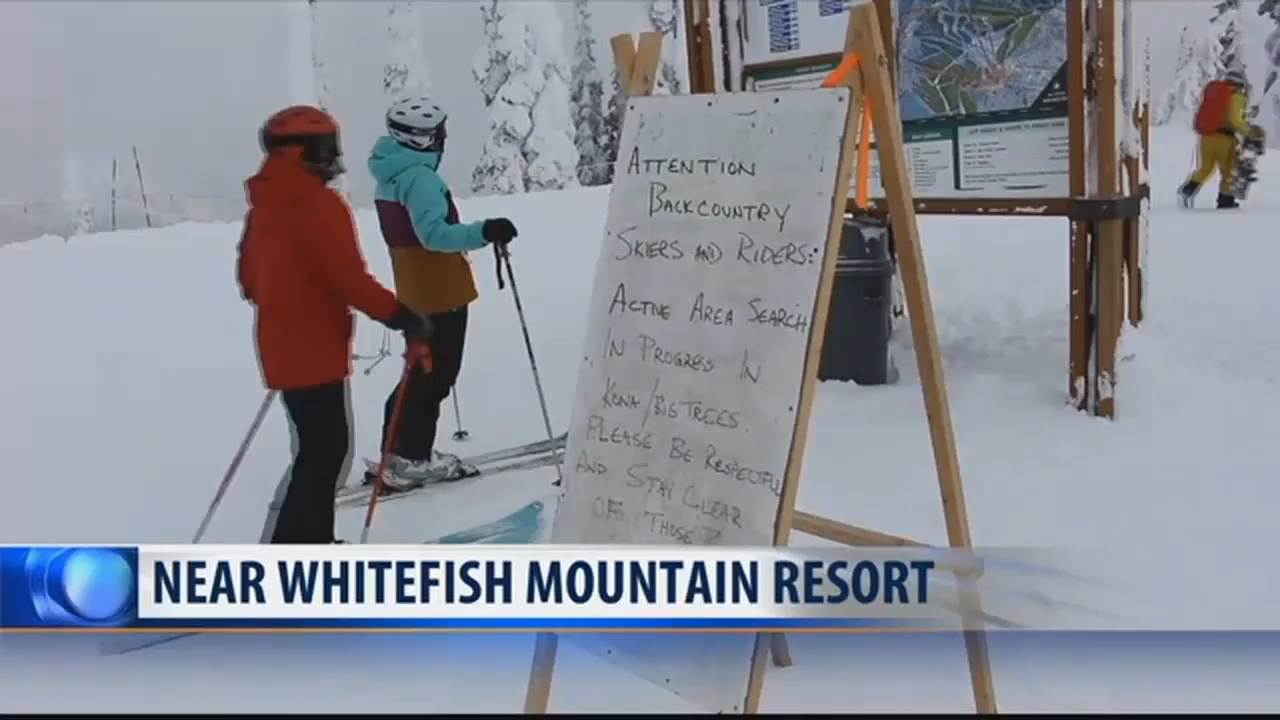 ATTENTION
BACKCOUNTRY
SKIERS AND RIDERS:
ACTIVE AREA SEARCH
IN PROGRESS IN
KONA/BIG TREES.
PLEASE BE RESPECTFUL
AND STAY CLEAR
OF THOSE
NEAR WHITEFISH MOUNTAIN RESORT